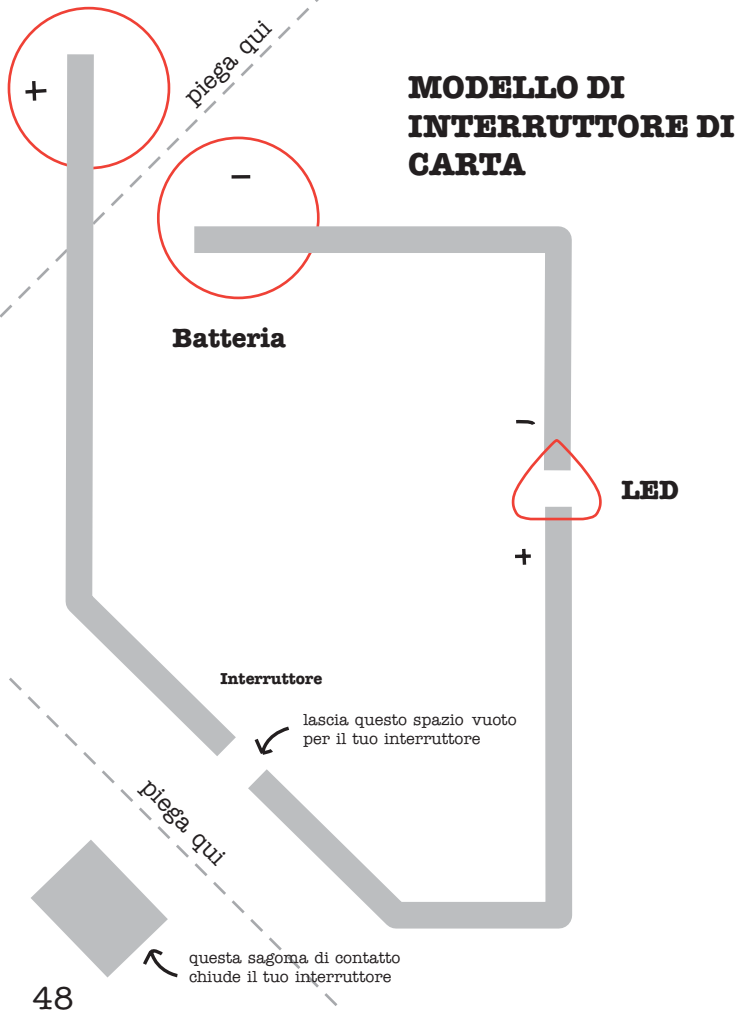 +
piega qui
MODELLO DI
INTERRUTTORE DI
CARTA
–
Batteria
–
LED
+
Interruttore
lascia questo spazio vuoto
per il tuo interruttore
piega qui
questa sagoma di contatto
chiude il tuo interruttore
48